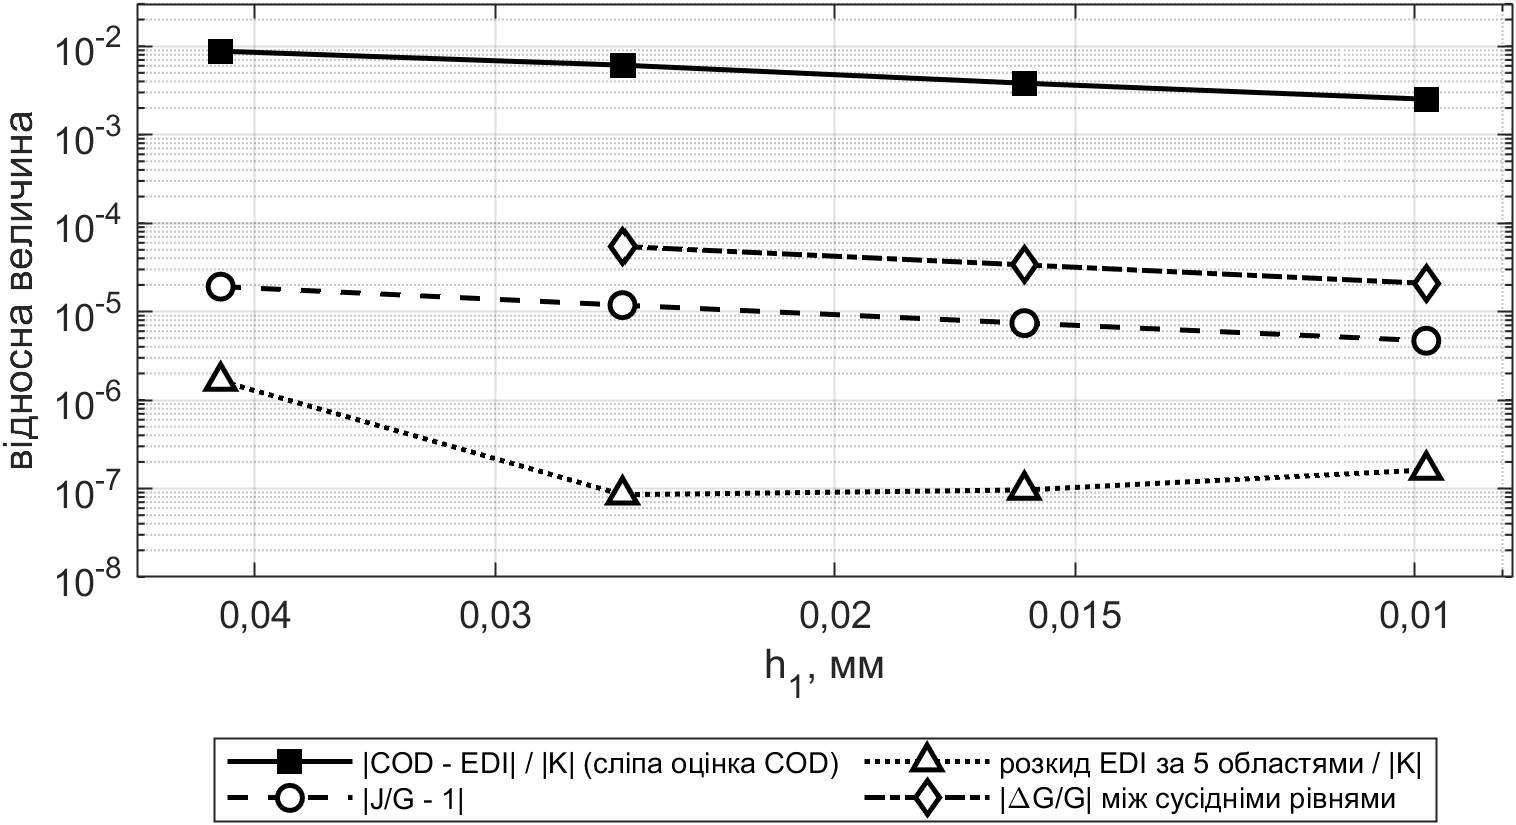 відносна величина
10-2
10-3
10-4
10-5
10-6
10-7
10-8
0,04 0,03 0,02 0,015 0,01
h1, мм
|COD - EDI| / |K| (сліпа оцінка COD)
розкид EDI за 5 областями / |K|
|J/G - 1|
|ΔG/G| між сусідніми рівнями